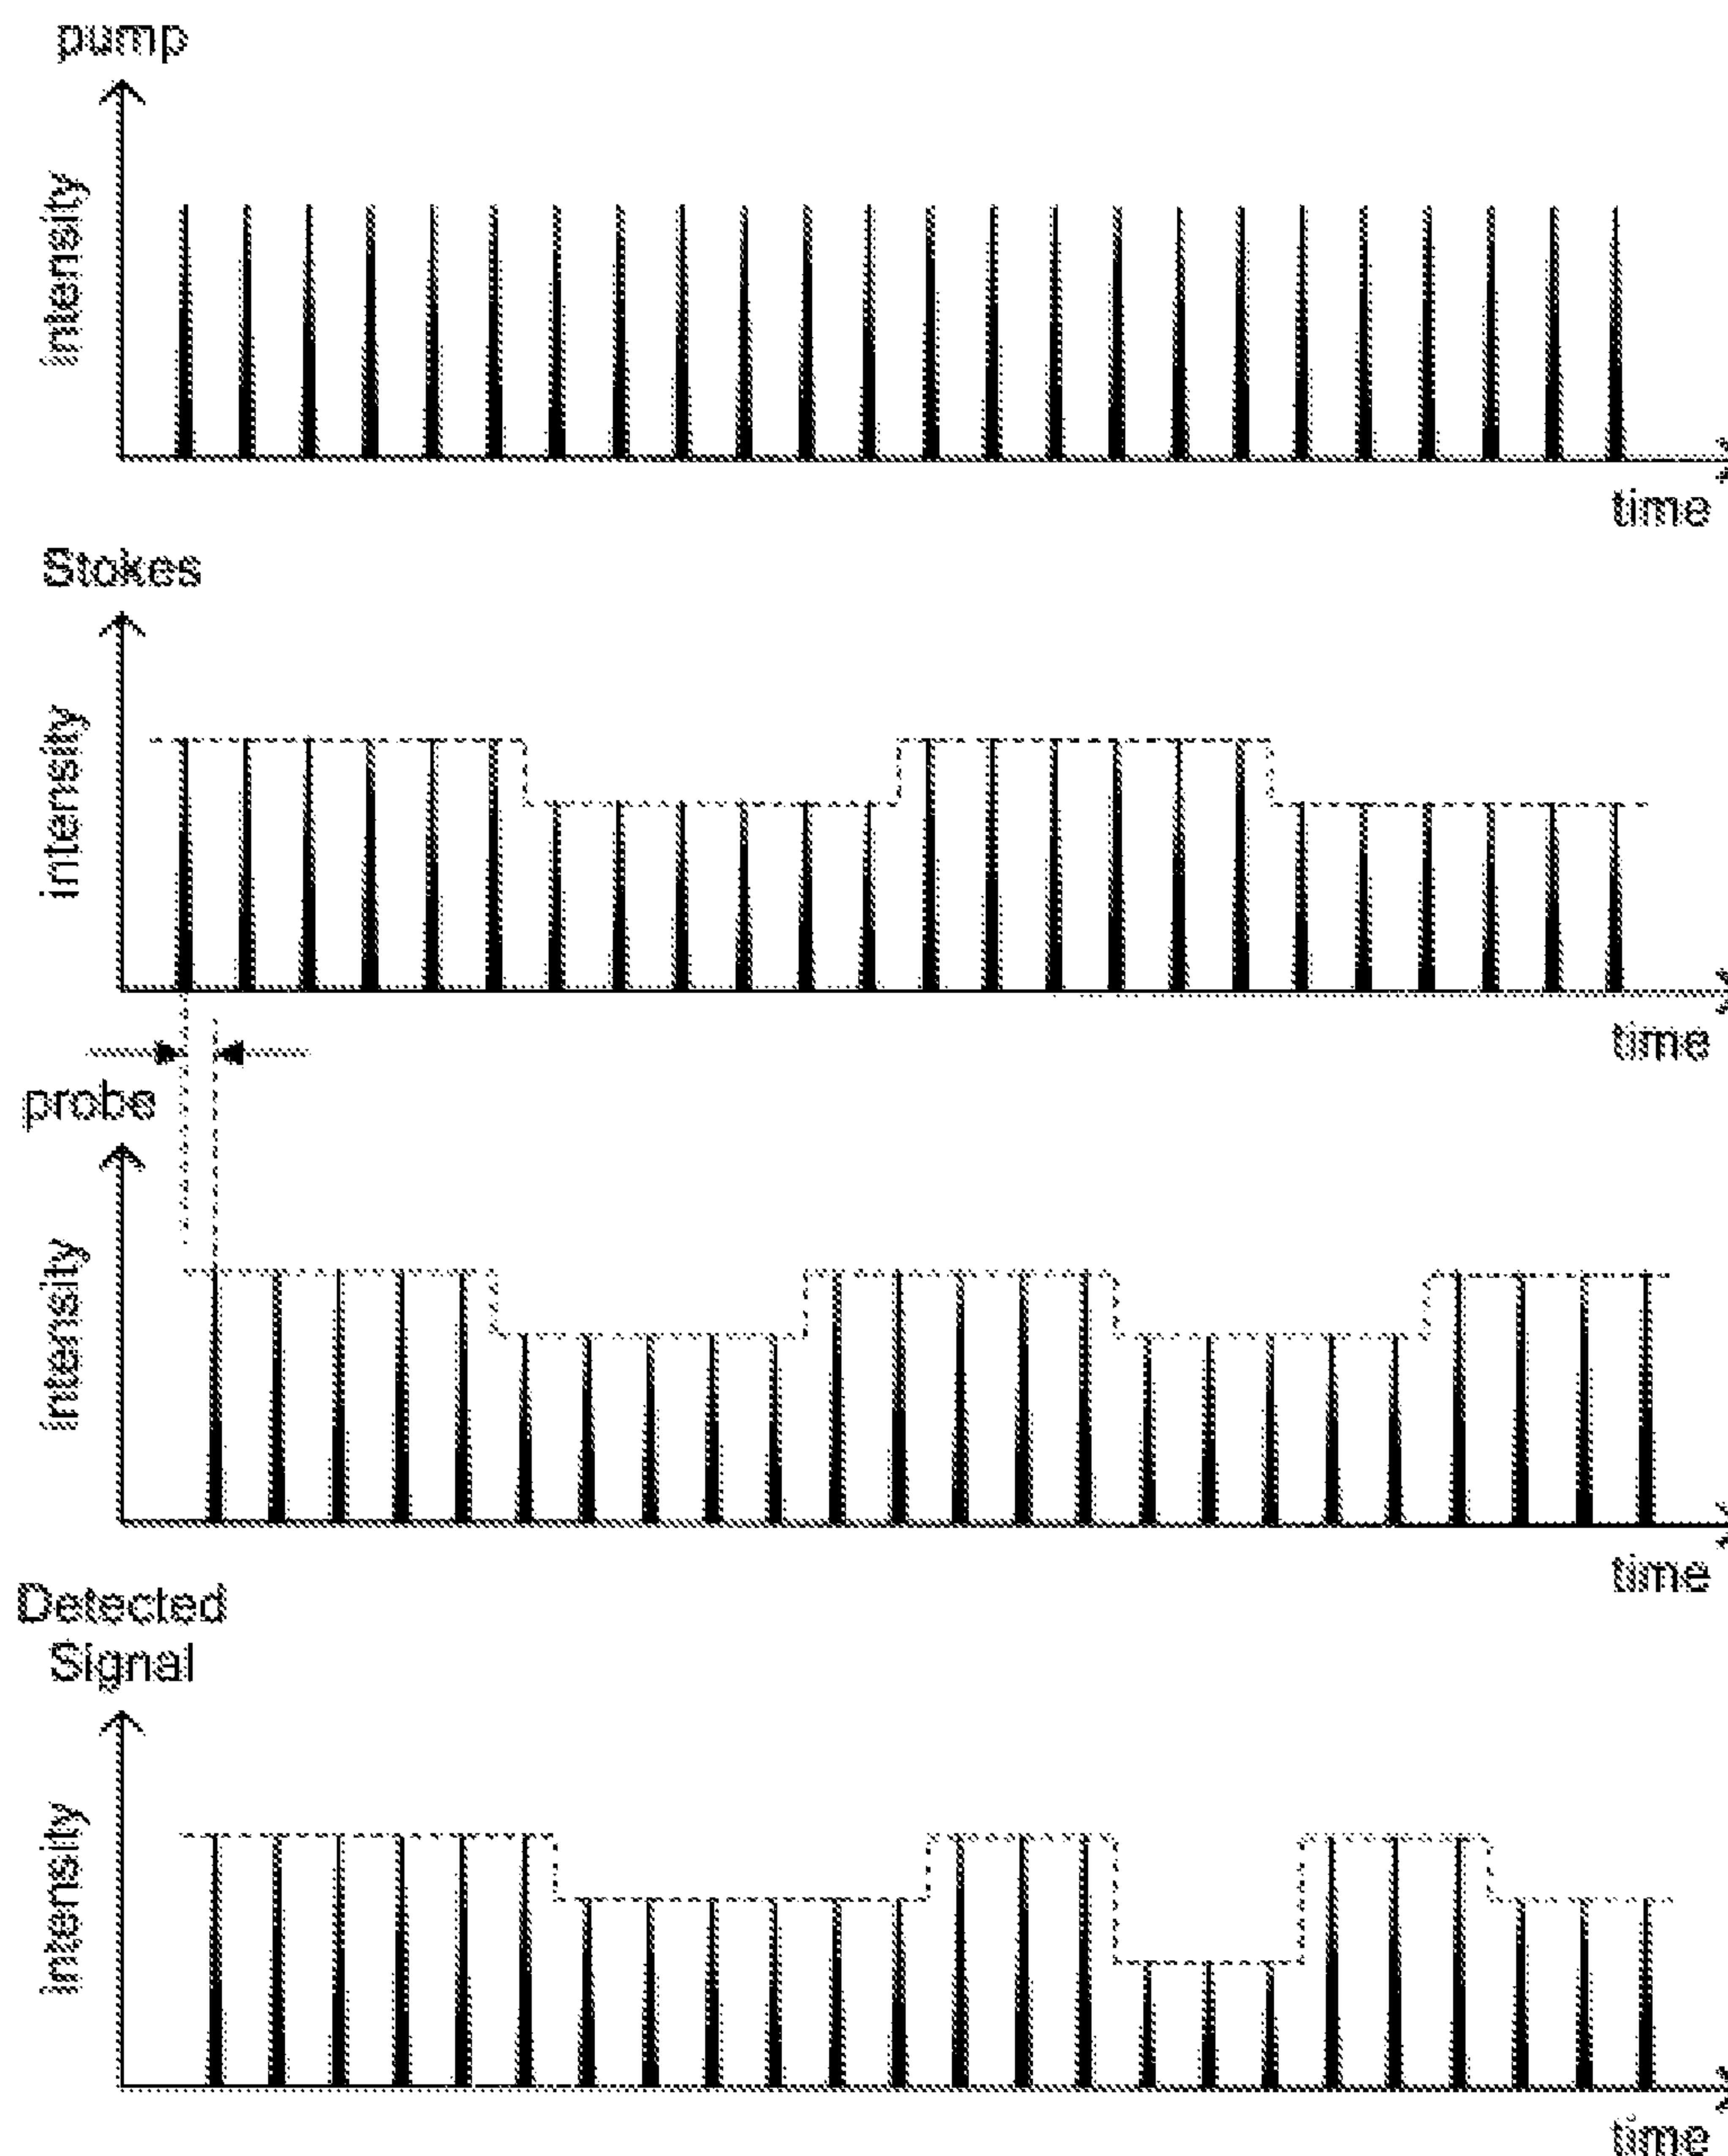 pump
intensity
time
Stokes
intensity
time
probe
intensity
time
Detected
Signal
intensity
time